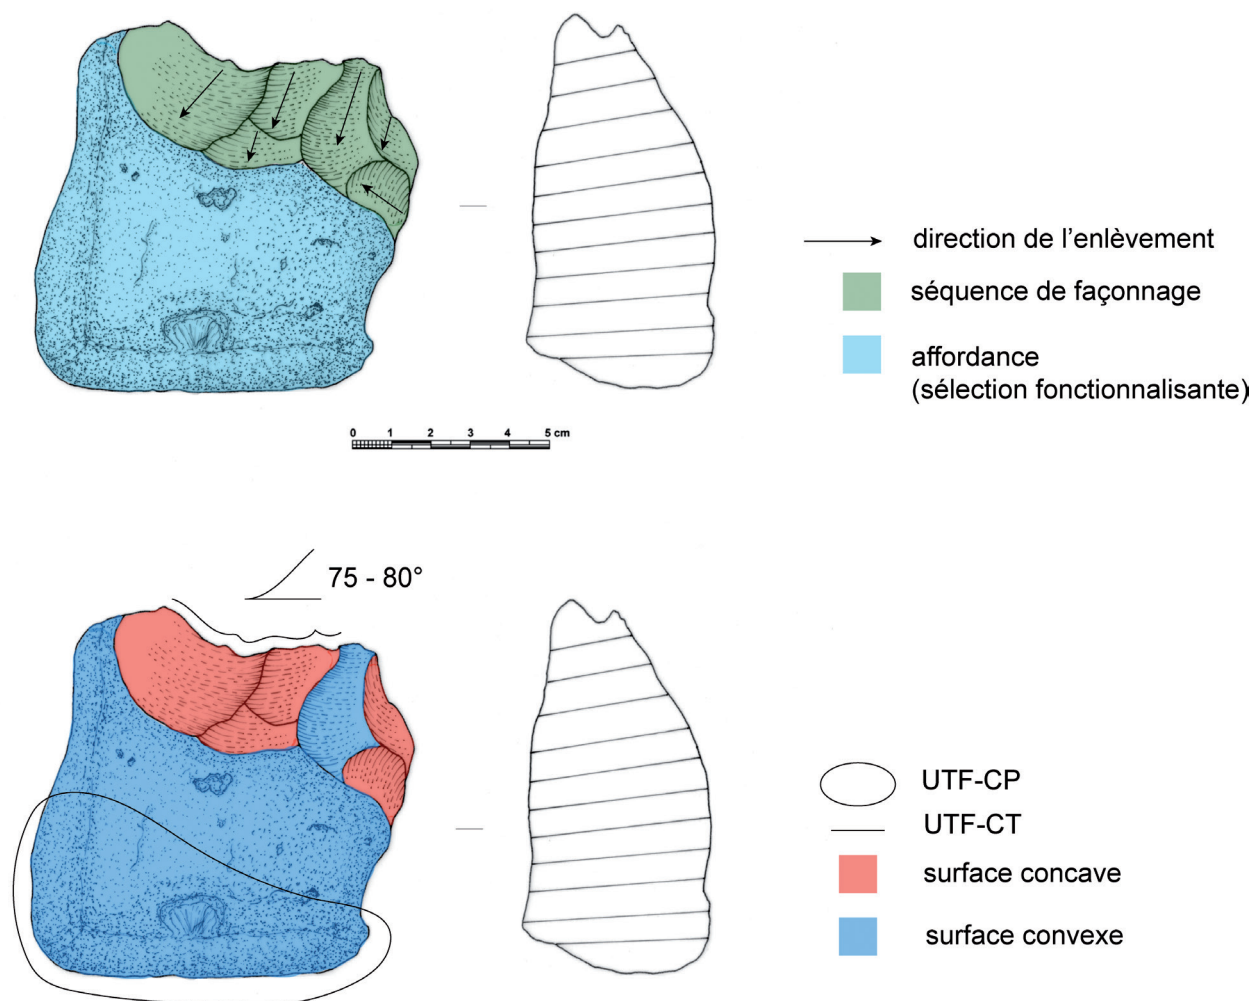 direction de l'enlèvement
séquence de façonnage
affordance
(sélection fonctionnalisante)
0 1 2 3 4 5 cm
75 - 80°
UTF-CP
UTF-CT
surface concave
surface convexe